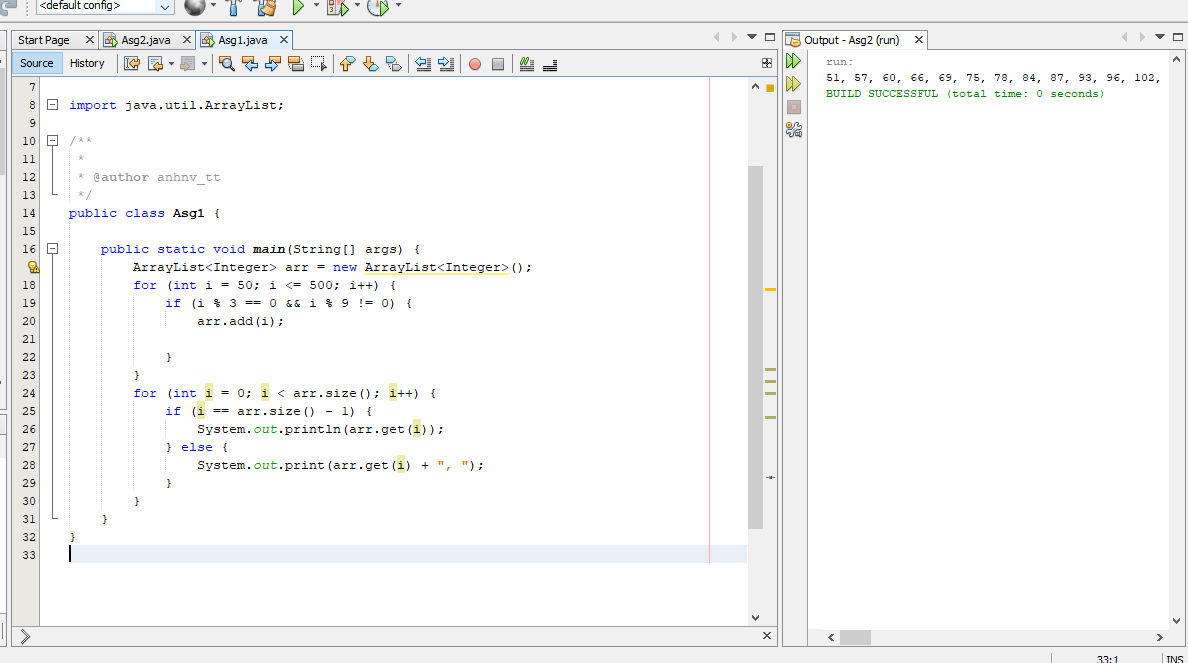 <default config>
Start Page
Asg2.java
Asg1.java
Source
History
7
8 import java.util.ArrayList;
9
10 /**
11 *
12 * @author anhnv_tt
13 */
14 public class Asg1 {
15
16 public static void main(String[] args) {
ArrayList<Integer> arr = new ArrayList<Integer>();
18 for (int i = 50; i <= 500; i++) {
19 if (i % 3 == 0 && i % 9 != 0) {
20 arr.add(i);
21
22 }
23 }
24 for (int i = 0; i < arr.size(); i++) {
25 if (i == arr.size() - 1) {
26 System.out.println(arr.get(i));
27 } else {
28 System.out.print(arr.get(i) + ", ");
29 }
30 }
31 }
32 }
33
Output - Asg2 (run)
run:
51, 57, 60, 66, 69, 75, 78, 84, 87, 93, 96, 102,
BUILD SUCCESSFUL (total time: 0 seconds)
33:1
INS